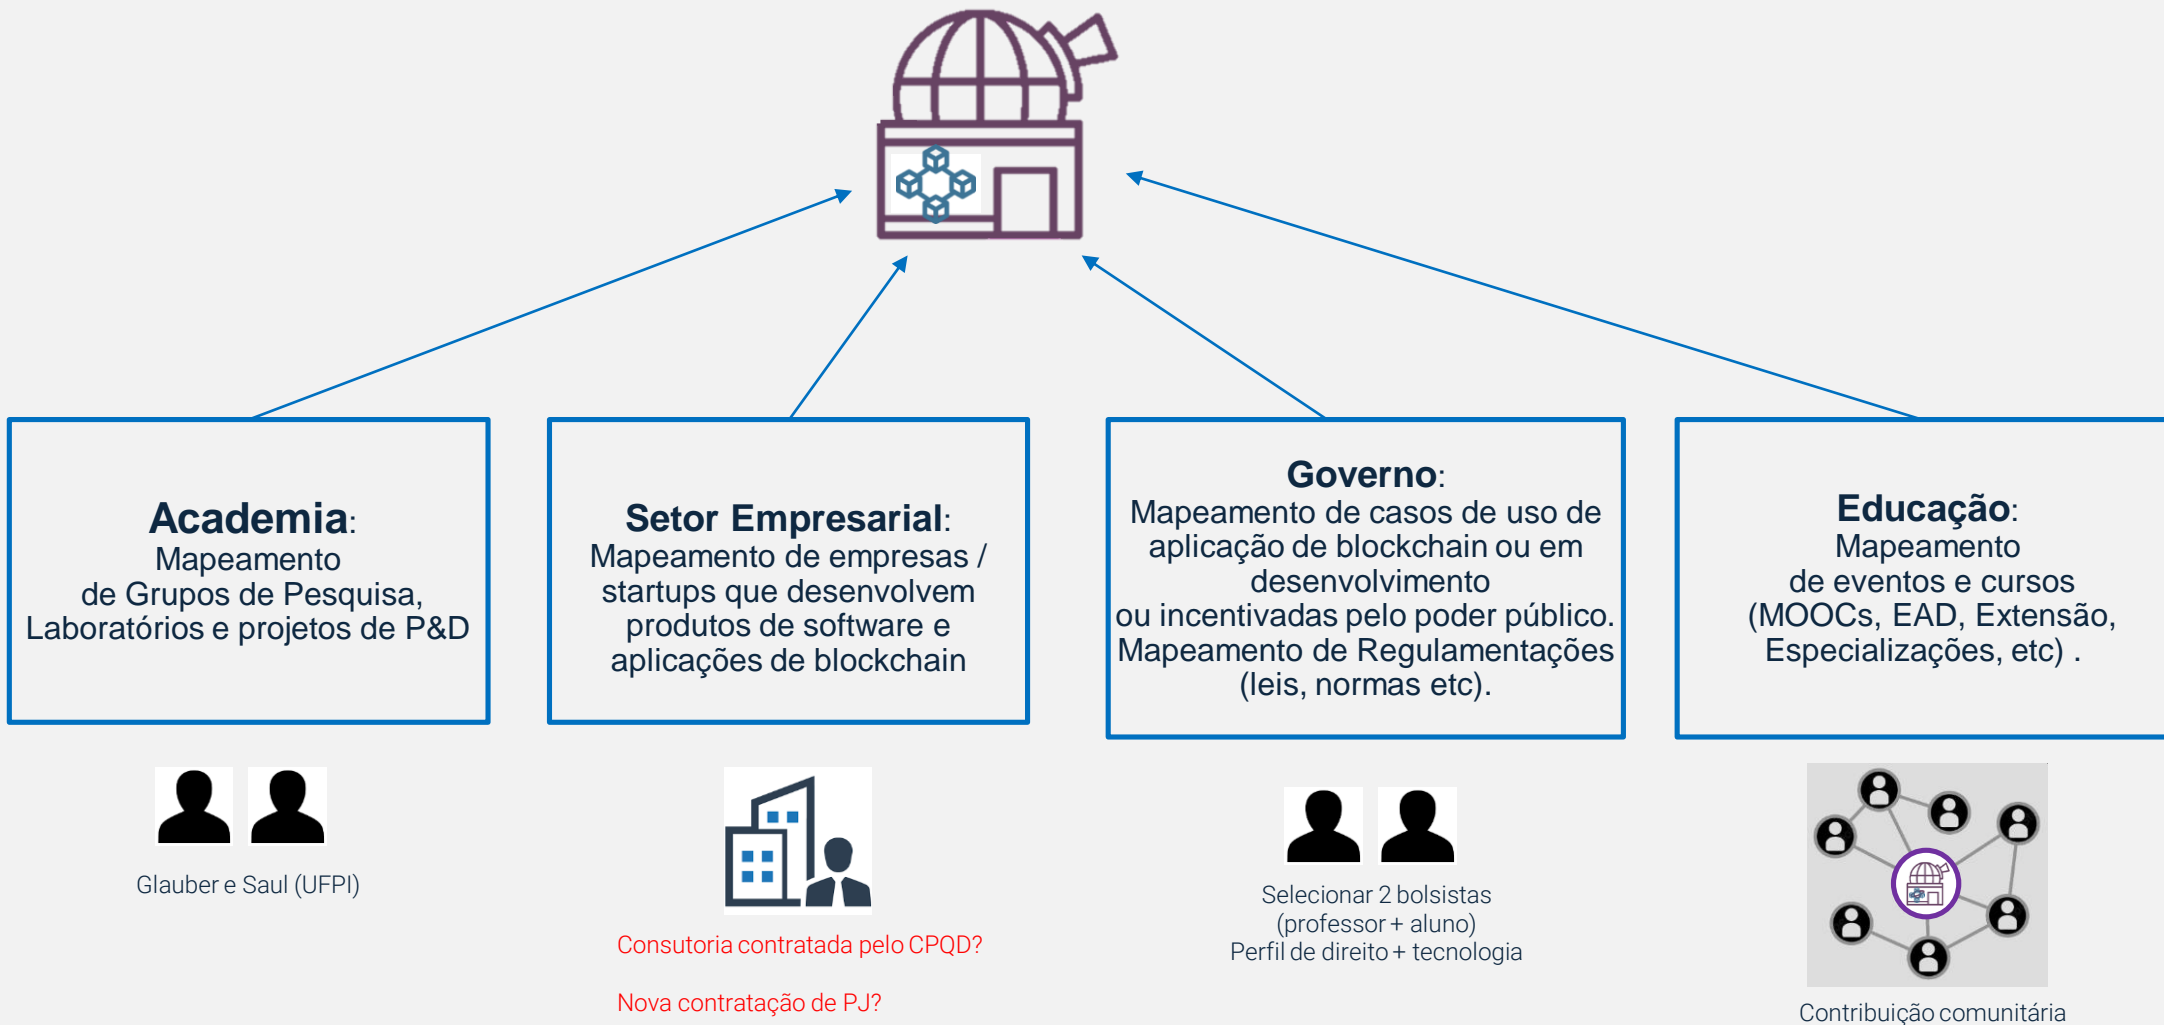 Academia:
Mapeamento
de Grupos de Pesquisa,
Laboratórios e projetos de P&D
Glauber e Saul (UFPI)
Setor Empresarial:
Mapeamento de empresas /
startups que desenvolvem
produtos de software e
aplicações de blockchain
Consutoria contratada pelo CPQD?
Nova contratação de PJ?
Governo:
Mapeamento de casos de uso de
aplicação de blockchain ou em
desenvolvimento
ou incentivadas pelo poder público.
Mapeamento de Regulamentações
(leis, normas etc).
Selecionar 2 bolsistas
(professor + aluno)
Perfil de direito + tecnologia
Educação:
Mapeamento
de eventos e cursos
(MOOCs, EAD, Extensão,
Especializações, etc) .
Contribuição comunitária